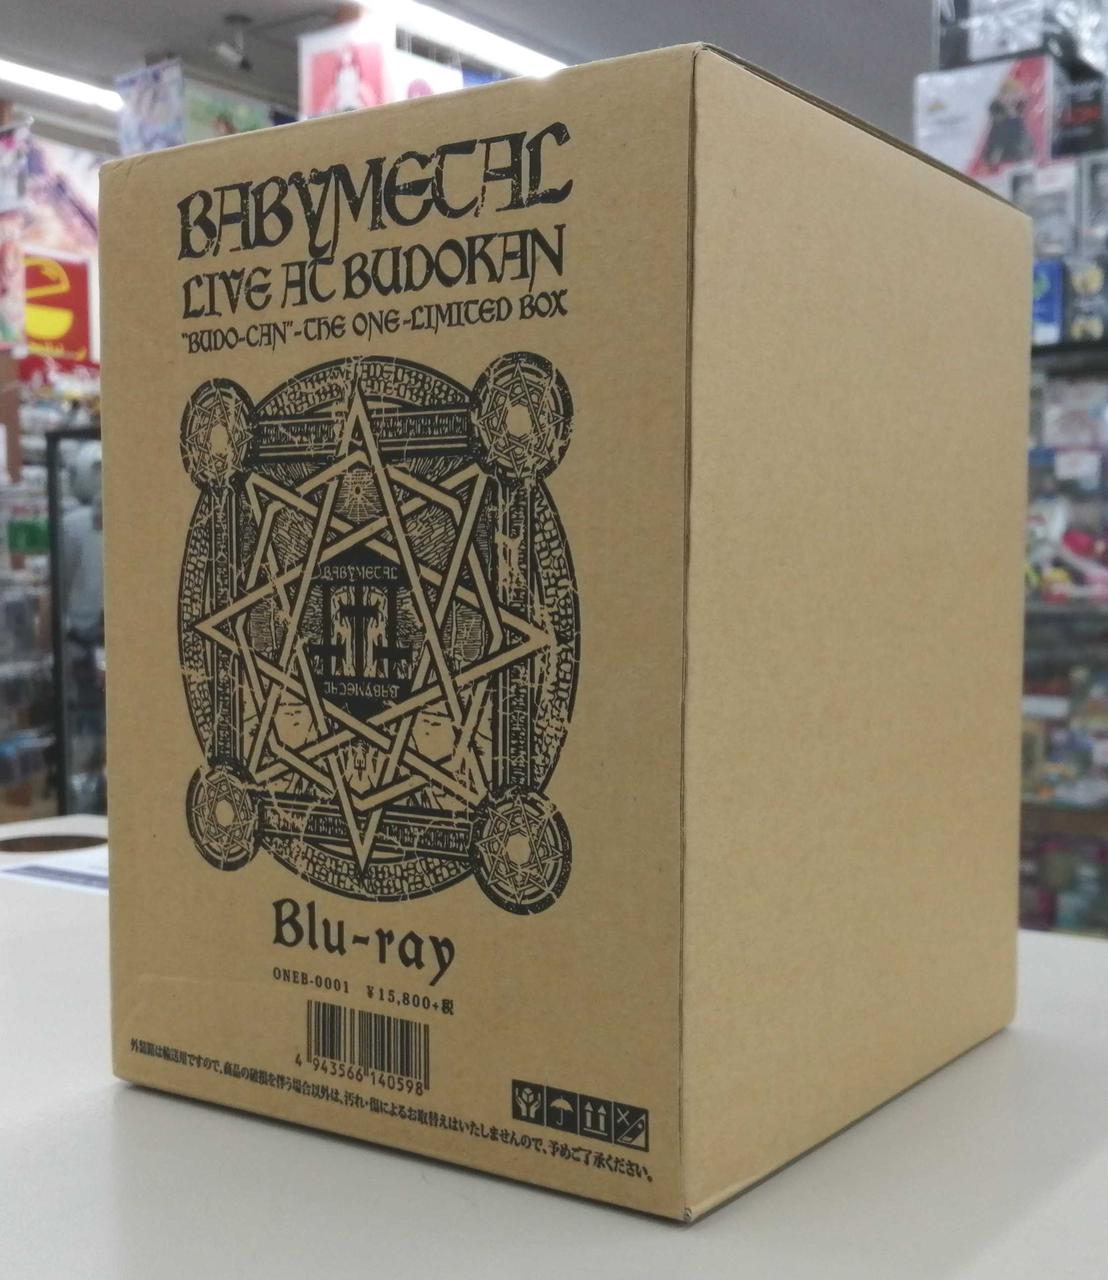 BABYMETAL
LIVE AT BUDOKAN
"BUDO-CAN"-THE ONE-LIMITED BOX
BABYMETAL
BABYMETAL
Blu-ray
ONEB-0001 ¥15,800+税
4 943566 140598
外装箱は輸送用ですので、商品の破損を伴う場合以外は、汚れ・傷によるお取替えはいたしませんので、予めご了承ください。